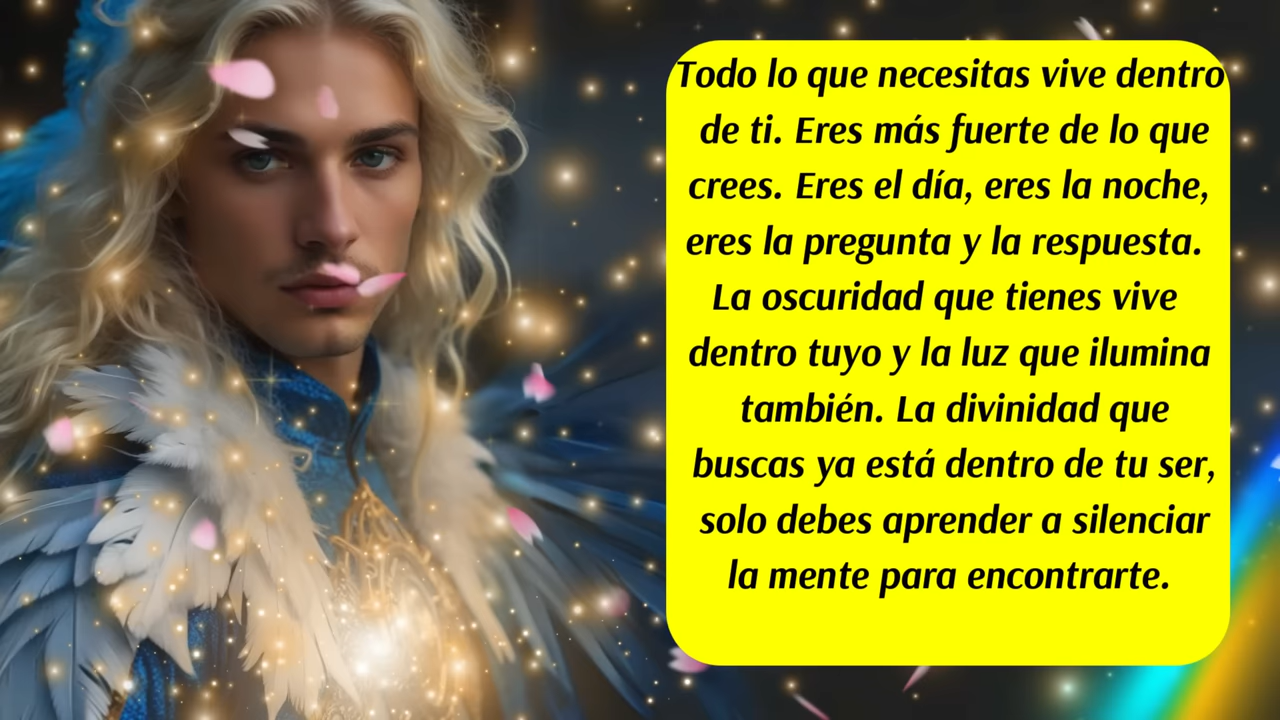 Todo lo que necesitas vive dentro
de ti. Eres más fuerte de lo que
crees. Eres el día, eres la noche,
eres la pregunta y la respuesta.
La oscuridad que tienes vive
dentro tuyo y la luz que ilumina
también. La divinidad que
buscas ya está dentro de tu ser,
solo debes aprender a silenciar
la mente para encontrarte.